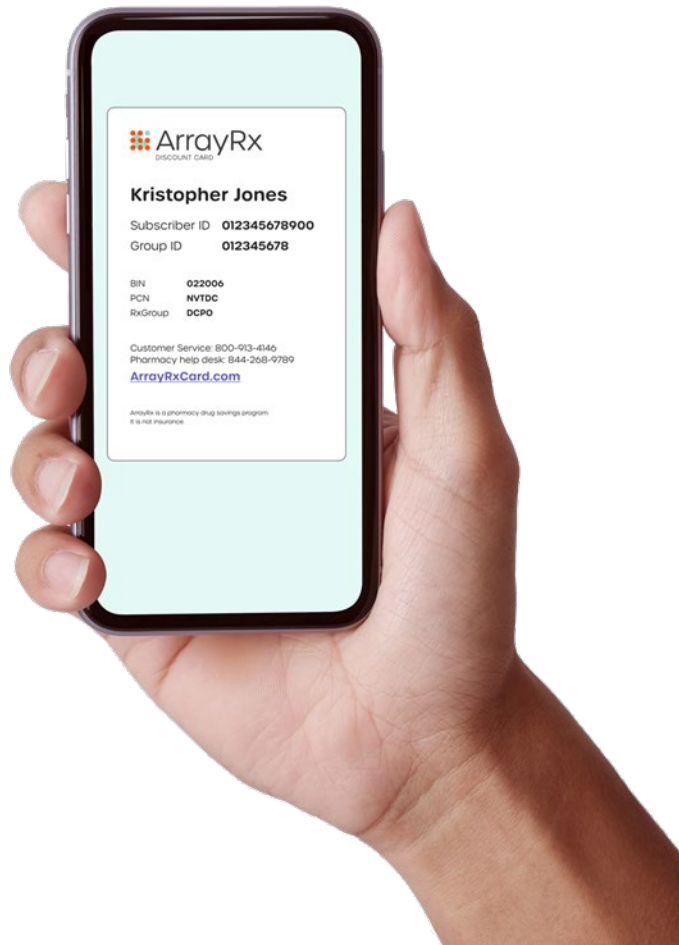 ArrayRx
DISCOUNT CARD
Kristopher Jones
Subscriber ID 012345678900
Group ID 012345678
BIN 022006
PCN NVTDC
RxGroup DCPO
Customer Service: 800-913-4146
Pharmacy help desk: 844-268-9789
ArrayRxCard.com
ArrayRx is a pharmacy drug savings program.
It is not insurance.